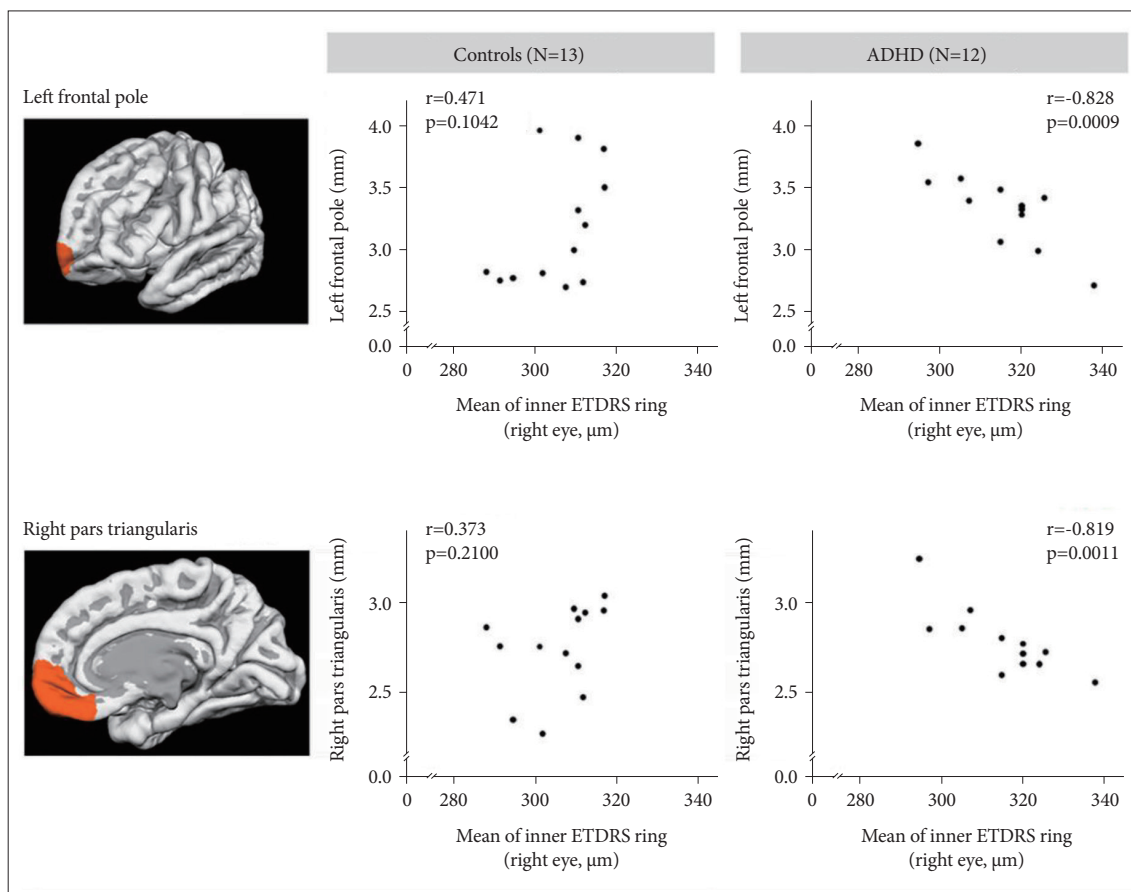 Controls (N=13)
ADHD (N=12)
Left frontal pole
r=0.471
p=0.1042
4.0
3.5
3.0
2.5
0.0
Left frontal pole (mm)
0 280 300 320 340
Mean of inner ETDRS ring
(right eye, μm)
r=-0.828
p=0.0009
4.0
3.5
3.0
2.5
0.0
Left frontal pole (mm)
0 280 300 320 340
Mean of inner ETDRS ring
(right eye, μm)
Right pars triangularis
r=0.373
p=0.2100
3.0
2.5
0.0
Right pars triangularis (mm)
0 280 300 320 340
Mean of inner ETDRS ring
(right eye, μm)
r=-0.819
p=0.0011
3.0
2.5
0.0
Right pars triangularis (mm)
0 280 300 320 340
Mean of inner ETDRS ring
(right eye, μm)